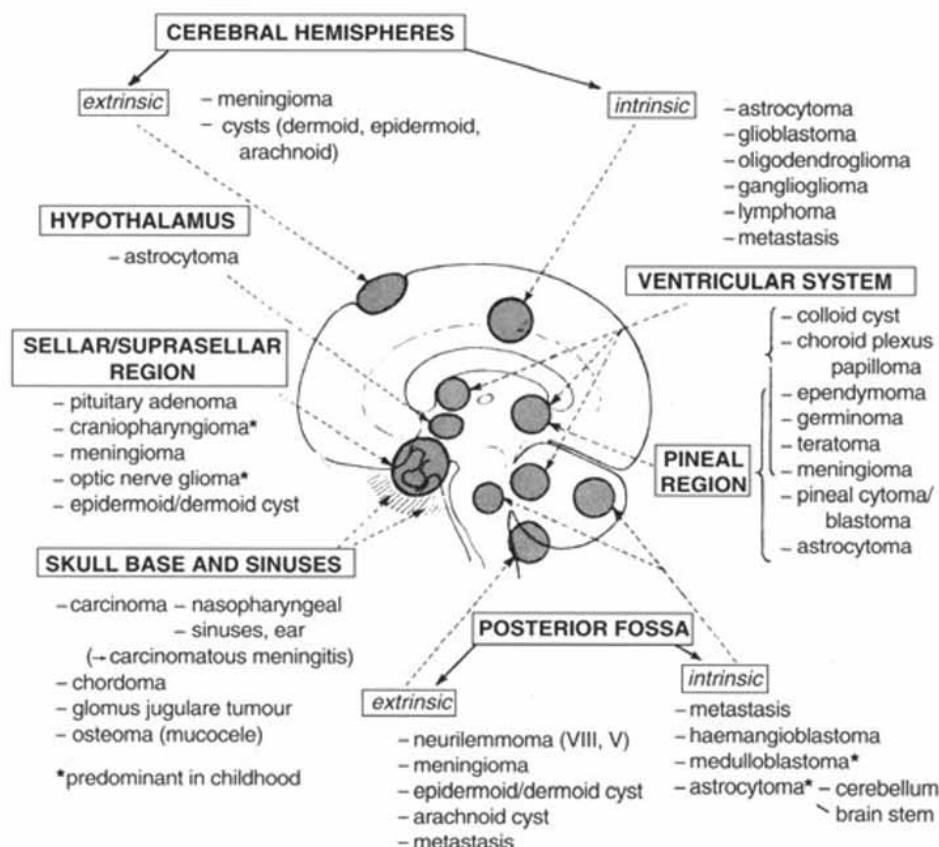 CEREBRAL HEMISPHERES
extrinsic
– meningioma
– cysts (dermoid, epidermoid,
arachnoid)
intrinsic
– astrocytoma
– glioblastoma
– oligodendroglioma
– ganglioglioma
– lymphoma
– metastasis
HYPOTHALAMUS
– astrocytoma
VENTRICULAR SYSTEM
– colloid cyst
– choroid plexus
papilloma
– ependymoma
– germinoma
– teratoma
– meningioma
– pineal cytoma/
blastoma
– astrocytoma
PINEAL
REGION
SELLAR/SUPRASELLAR
REGION
– pituitary adenoma
– craniopharyngioma*
– meningioma
– optic nerve glioma*
– epidermoid/dermoid cyst
SKULL BASE AND SINUSES
– carcinoma – nasopharyngeal
– sinuses, ear
(→ carcinomatous meningitis)
– chordoma
– glomus jugulare tumour
– osteoma (mucocele)
*predominant in childhood
POSTERIOR FOSSA
extrinsic
– neurilemmoma (VIII, V)
– meningioma
– epidermoid/dermoid cyst
– arachnoid cyst
– metastasis
intrinsic
– metastasis
– haemangioblastoma
– medulloblastoma*
– astrocytoma* – cerebellum
brain stem